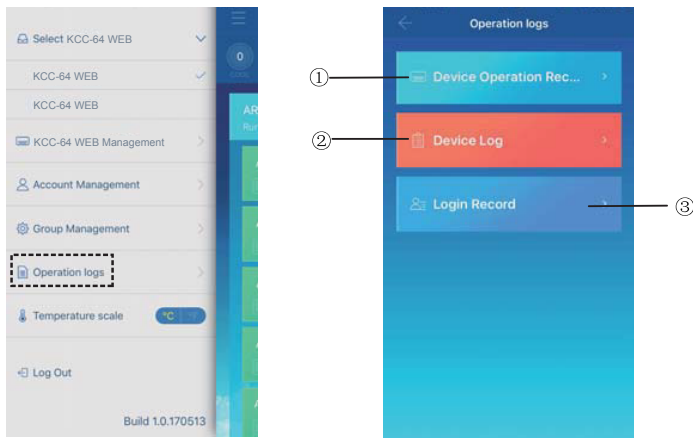 Select KCC-64 WEB
KCC-64 WEB
KCC-64 WEB
KCC-64 WEB Management
Account Management
Group Management
Operation logs
Temperature scale
°C
Log Out
Build 1.0.170513
0
AR
Operation logs
① Device Operation Rec...
② Device Log
Login Record ③